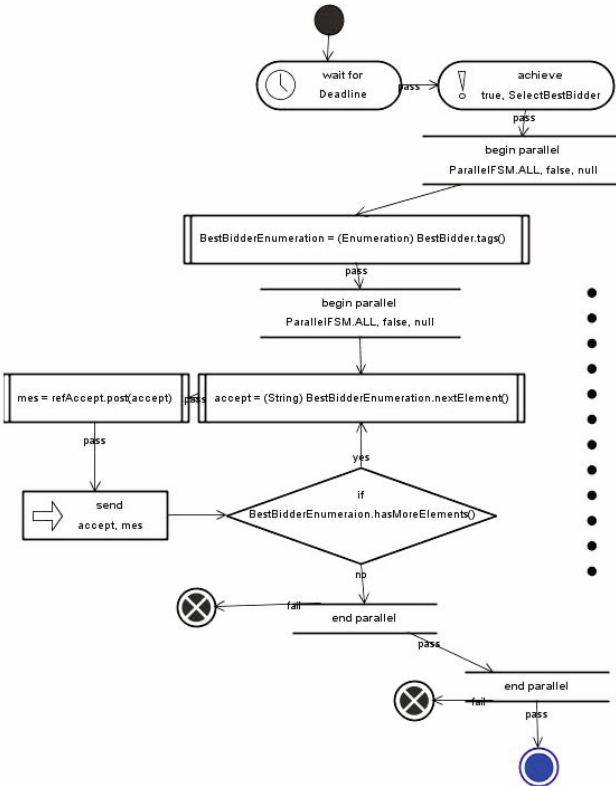 wait for
Deadline
pass
achieve
true, SelectBestBidder
pass
begin parallel
ParallelFSM.ALL, false, null
BestBidderEnumeration = (Enumeration) BestBidder.tags()
pass
begin parallel
ParallelFSM.ALL, false, null
mes = refAccept.post(accept)
pass
accept = (String) BestBidderEnumeration.nextElement()
pass
yes
send
accept, mes
if
BestBidderEnumeraion.hasMoreElements()
no
fail
end parallel
pass
end parallel
fail
pass